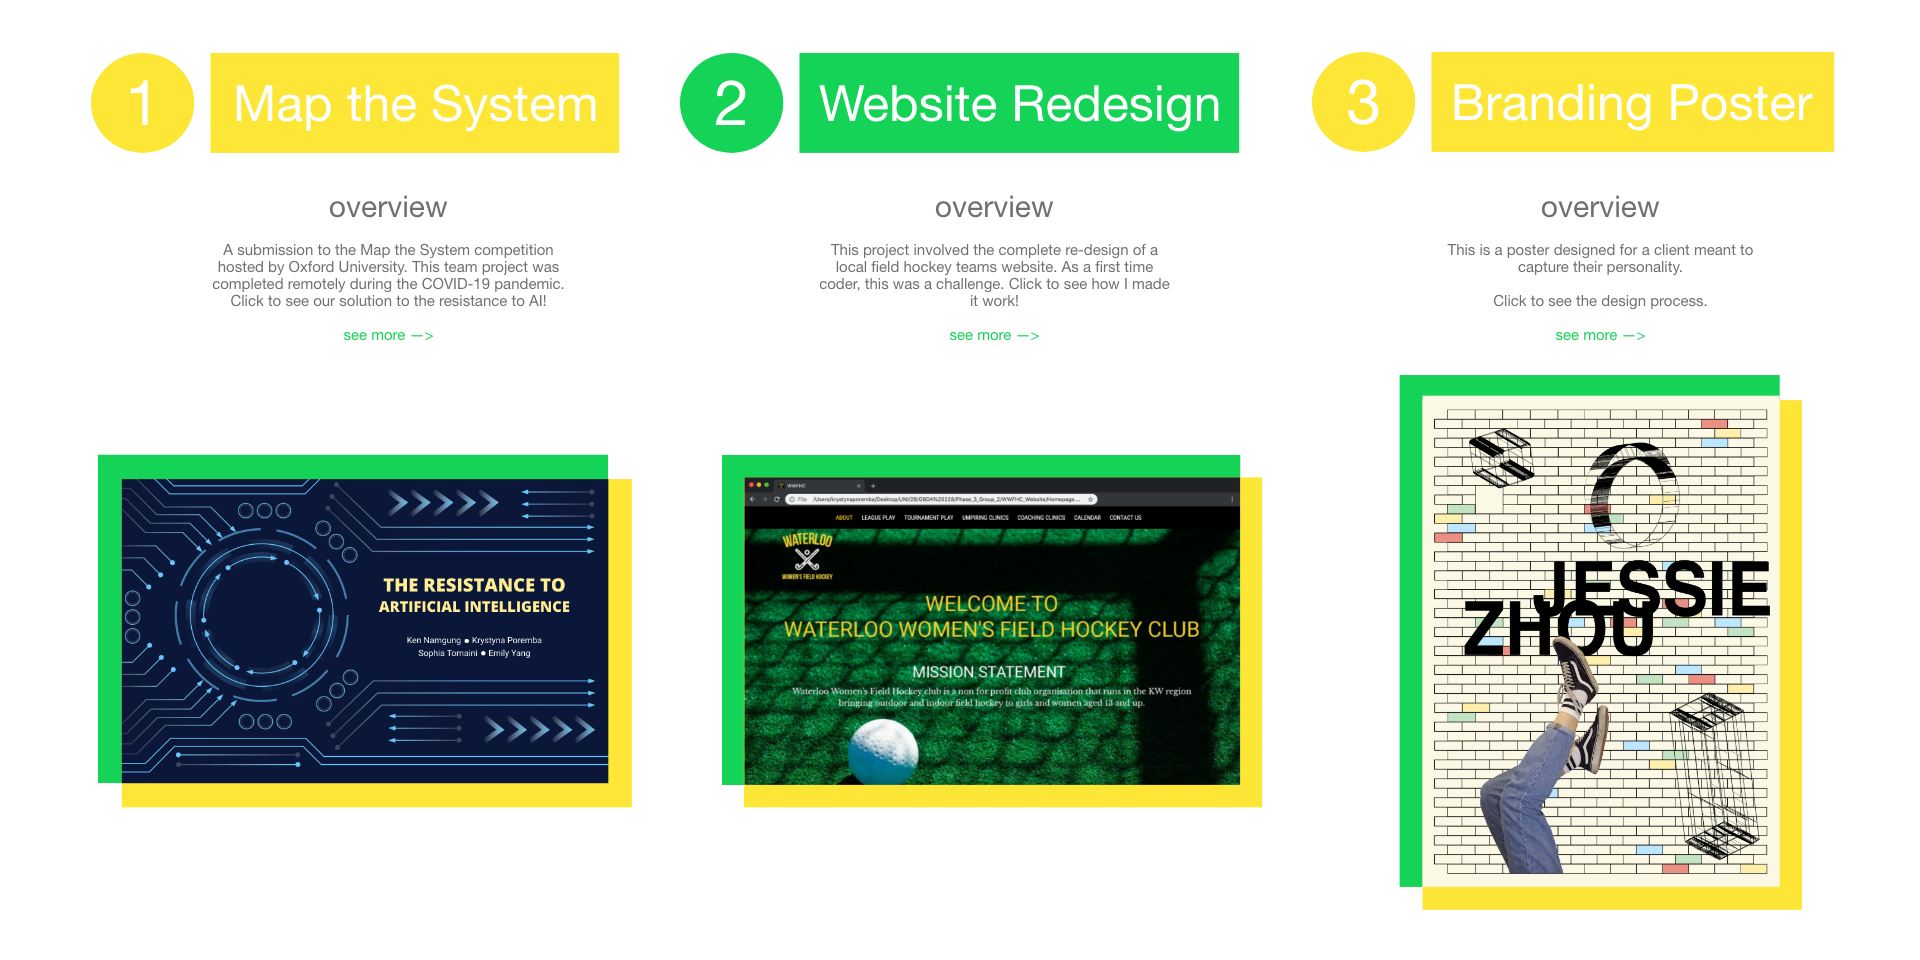 1
Map the System
overview
A submission to the Map the System competition
hosted by Oxford University. This team project was
completed remotely during the COVID-19 pandemic.
Click to see our solution to the resistance to AI!
see more —>
THE RESISTANCE TO
ARTIFICIAL INTELLIGENCE
Ken Namgung ● Krystyna Poremba
Sophia Tomaini ● Emily Yang
2
Website Redesign
overview
This project involved the complete re-design of a
local field hockey teams website. As a first time
coder, this was a challenge. Click to see how I made
it work!
see more —>
WWFHC
File /Users/krystynaporemba/Desktop/UNI/2B/GBDA%20228/Phase_3_Group_2/WWFHC_Website/Homepage...
ABOUT LEAGUE PLAY TOURNAMENT PLAY UMPIRING CLINICS COACHING CLINICS CALENDAR CONTACT US
WATERLOO
WOMEN'S FIELD HOCKEY
WELCOME TO
WATERLOO WOMEN'S FIELD HOCKEY CLUB
MISSION STATEMENT
Waterloo Women's Field Hockey club is a non for profit club organisation that runs in the KW region
bringing outdoor and indoor field hockey to girls and women aged 13 and up.
3
Branding Poster
overview
This is a poster designed for a client meant to
capture their personality.
Click to see the design process.
see more —>
JESSIE
ZHOU